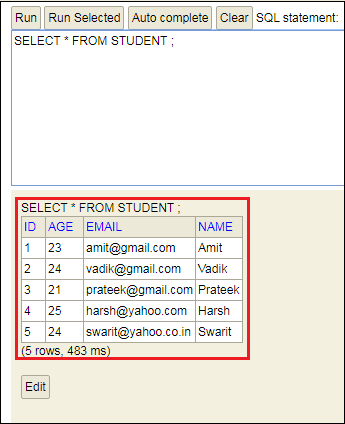 Run Run Selected Auto complete Clear SQL statement:
SELECT * FROM STUDENT ;
SELECT * FROM STUDENT ;
ID AGE EMAIL NAME
1 23 amit@gmail.com Amit
2 24 vadik@gmail.com Vadik
3 21 prateek@gmail.com Prateek
4 25 harsh@yahoo.com Harsh
5 24 swarit@yahoo.co.in Swarit
(5 rows, 483 ms)
Edit